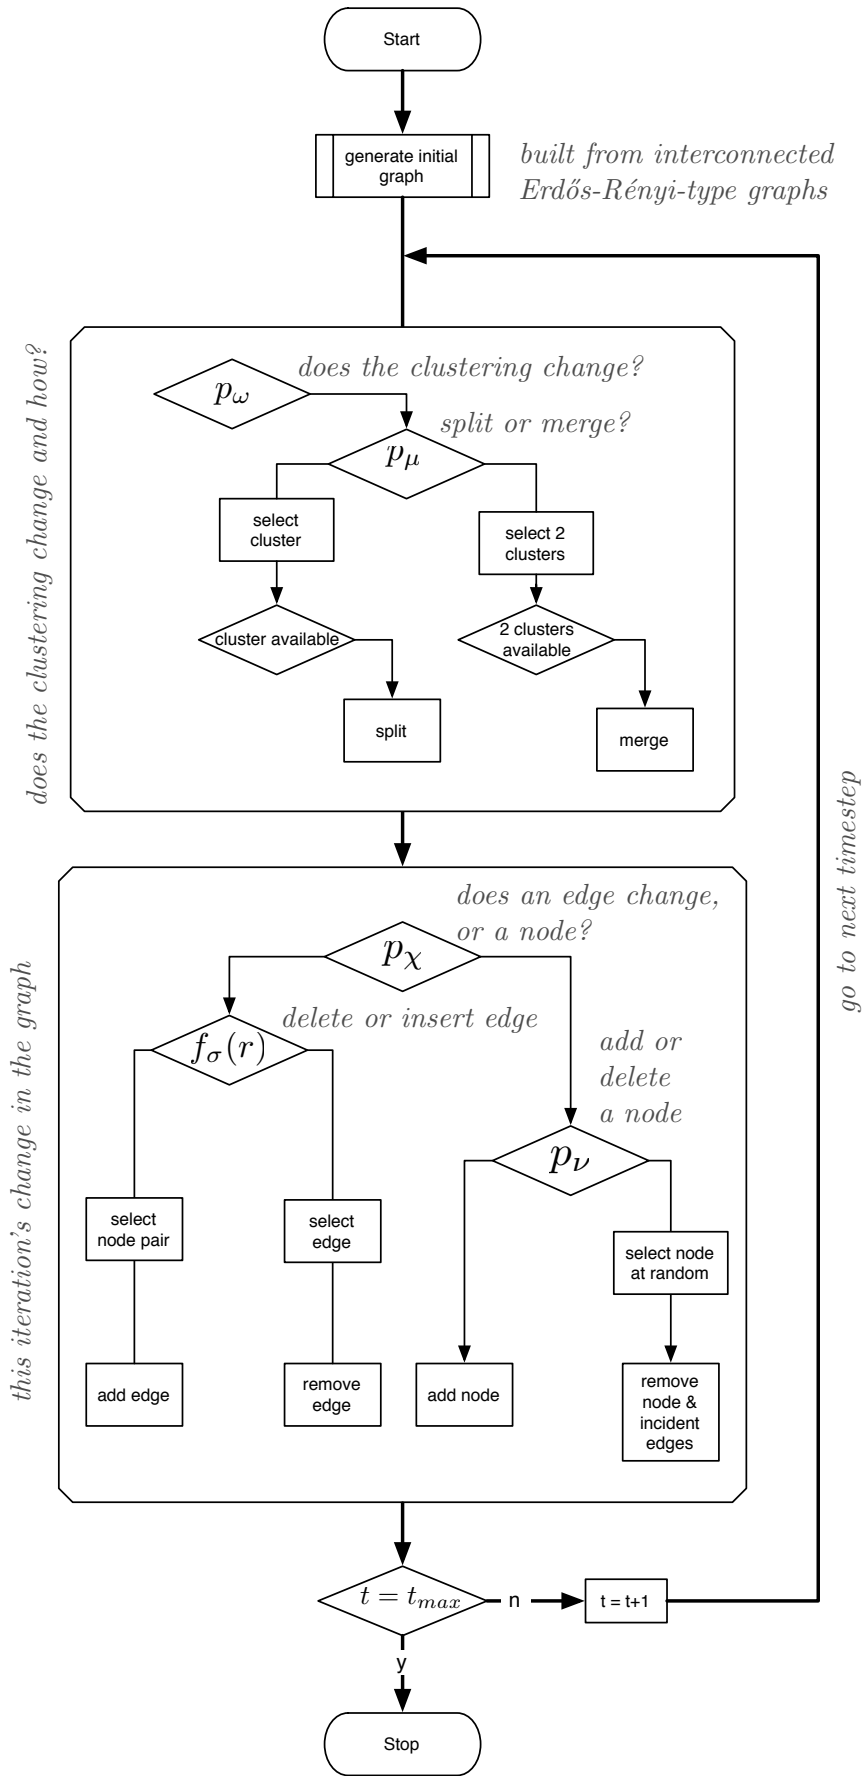 Start
generate initial
graph
built from interconnected
Erdős-Rényi-type graphs
does the clustering change and how?
does the clustering change?
p_ω
split or merge?
p_μ
select
cluster
select 2
clusters
cluster available
2 clusters
available
split
merge
go to next timestep
this iteration's change in the graph
does an edge change,
or a node?
p_χ
delete or insert edge
f_σ(r)
add or
delete
a node
p_ν
select
node pair
select
edge
select node
at random
add edge
remove
edge
add node
remove
node &
incident
edges
t = t_max
n
t = t+1
y
Stop